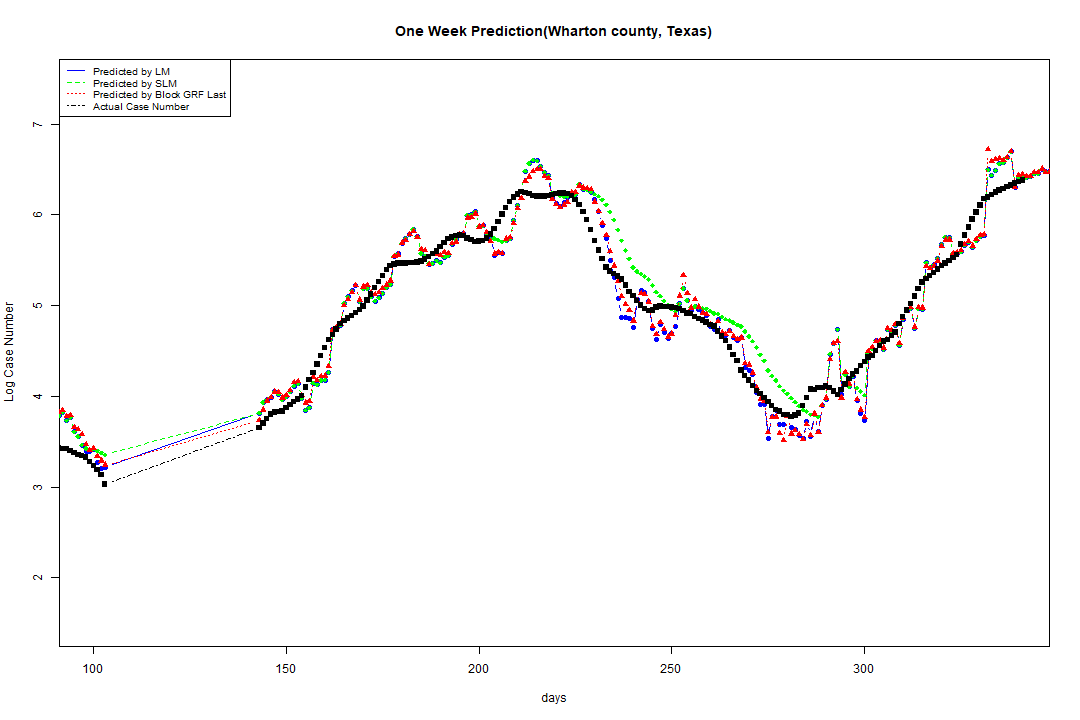 One Week Prediction(Wharton county, Texas)
Predicted by LM
Predicted by SLM
Predicted by Block GRF Last
Actual Case Number
7
6
5
4
3
2
Log Case Number
100 150 200 250 300
days